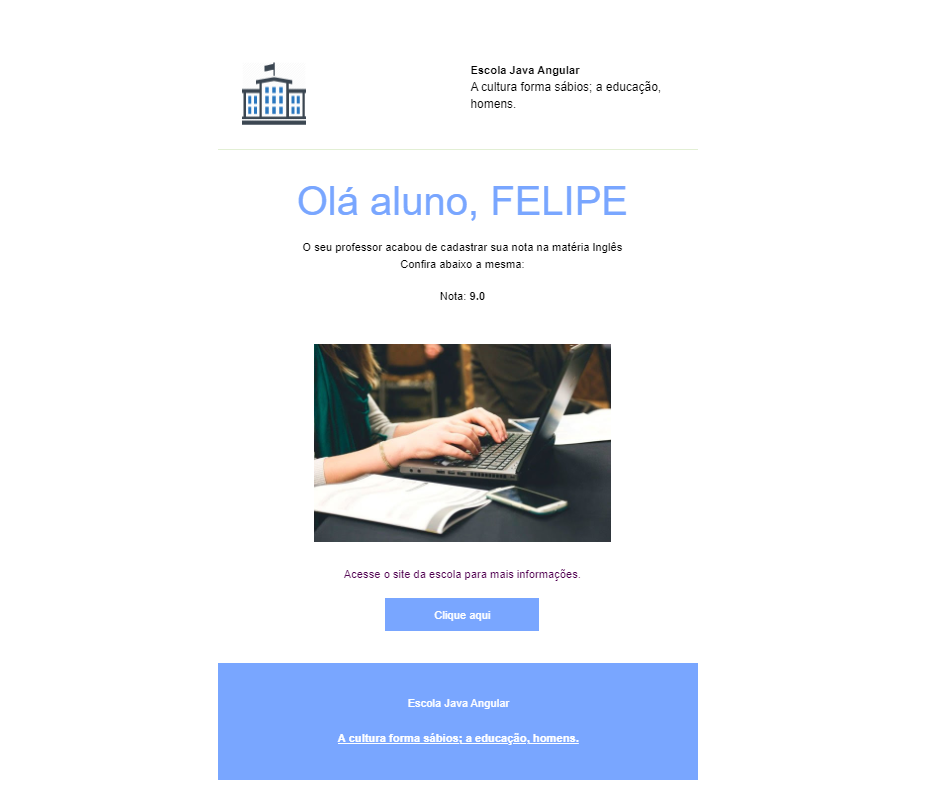 Escola Java Angular
A cultura forma sábios; a educação,
homens.
Olá aluno, FELIPE
O seu professor acabou de cadastrar sua nota na matéria Inglês
Confira abaixo a mesma:
Nota: 9.0
Acesse o site da escola para mais informações.
Clique aqui
Escola Java Angular
A cultura forma sábios; a educação, homens.